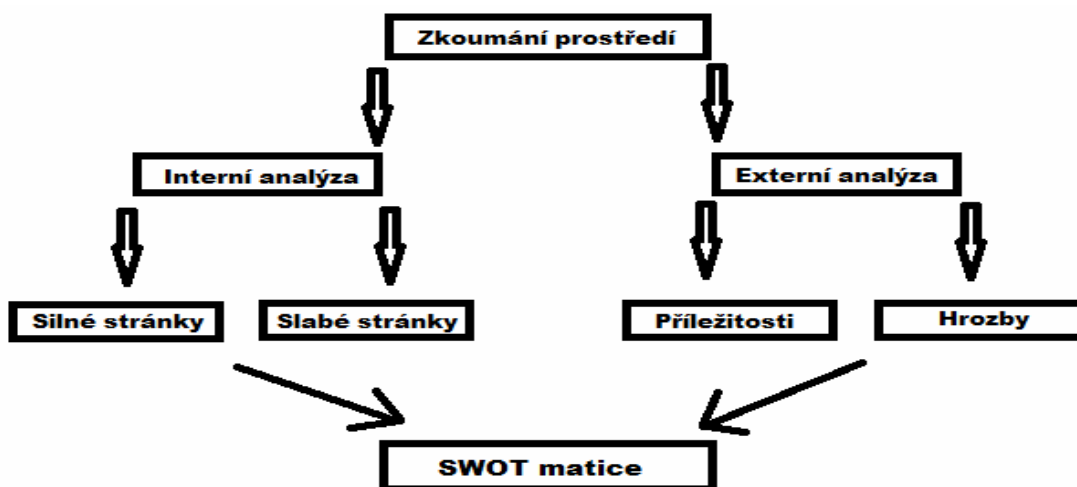 Zkoumání prostředí
Interní analýza
Externí analýza
Silné stránky
Slabé stránky
Příležitosti
Hrozby
SWOT matice